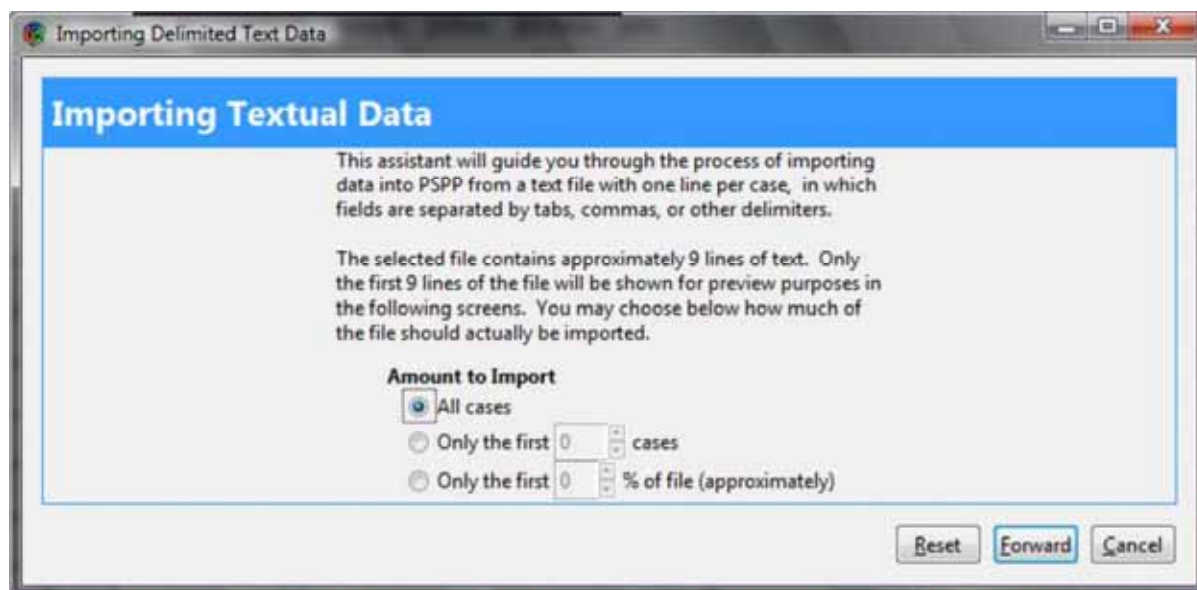 Importing Delimited Text Data
Importing Textual Data
This assistant will guide you through the process of importing
data into PSPP from a text file with one line per case, in which
fields are separated by tabs, commas, or other delimiters.
The selected file contains approximately 9 lines of text. Only
the first 9 lines of the file will be shown for preview purposes in
the following screens. You may choose below how much of
the file should actually be imported.
Amount to Import
All cases
Only the first 0 cases
Only the first 0 % of file (approximately)
Reset Forward Cancel